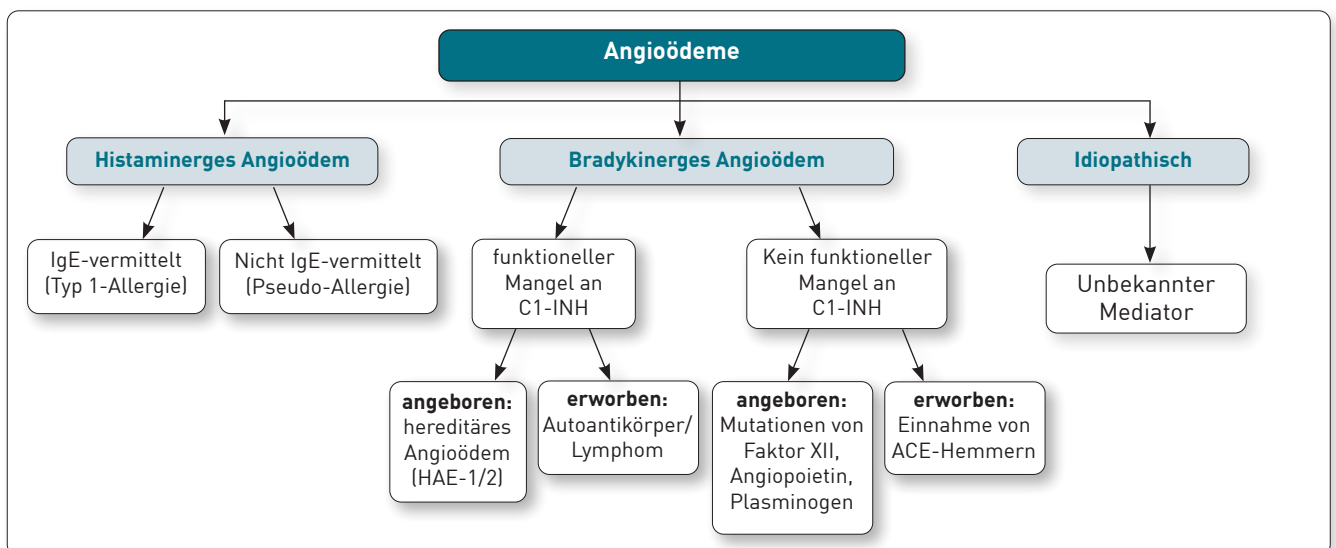 Angioödeme
Histaminerges Angioödem
Bradykinerges Angioödem
Idiopathisch
IgE-vermittelt
(Typ 1-Allergie)
Nicht IgE-vermittelt
(Pseudo-Allergie)
funktioneller
Mangel an
C1-INH
Kein funktioneller
Mangel an
C1-INH
Unbekannter
Mediator
angeboren:
hereditäres
Angioödem
(HAE-1/2)
erworben:
Autoantikörper/
Lymphom
angeboren:
Mutationen von
Faktor XII,
Angiopoietin,
Plasminogen
erworben:
Einnahme von
ACE-Hemmern